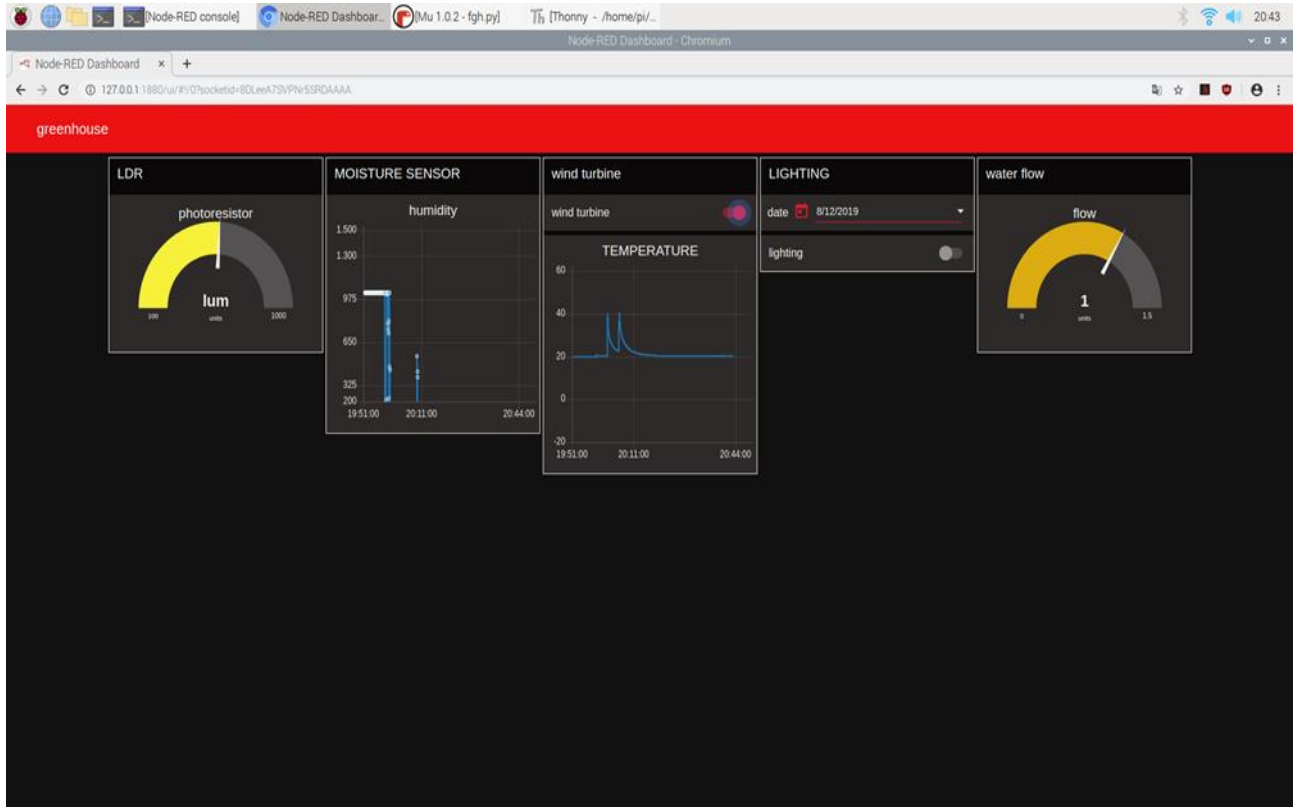 [Node-RED console]
Node-RED Dashboar...
[Mu 1.0.2 - fgh.py]
[Thonny - /home/pi/...
20:43
Node-RED Dashboard - Chromium
Node-RED Dashboard
127.0.0.1:1880/ui/#!/0?socketid=
greenhouse
LDR
photoresistor
lum
units
100
1000
MOISTURE SENSOR
humidity
1.500
1.300
975
650
325
200
19:51:00 20:11:00 20:44:00
wind turbine
wind turbine
TEMPERATURE
60
40
20
0
-20
19:51:00 20:11:00 20:44:00
LIGHTING
date 8/12/2019
lighting
water flow
flow
1
units
0
1.5